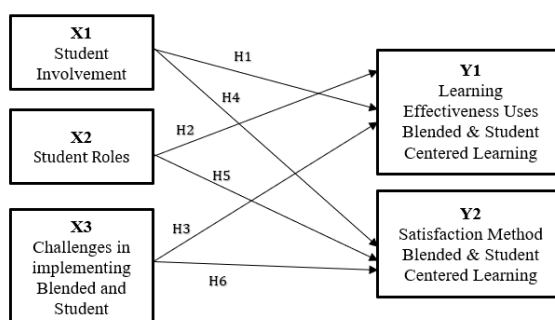 X1
Student
Involvement
X2
Student Roles
X3
Challenges in
implementing
Blended and
Student
H1
H4
H2
H5
H3
H6
Y1
Learning
Effectiveness Uses
Blended & Student
Centered Learning
Y2
Satisfaction Method
Blended & Student
Centered Learning